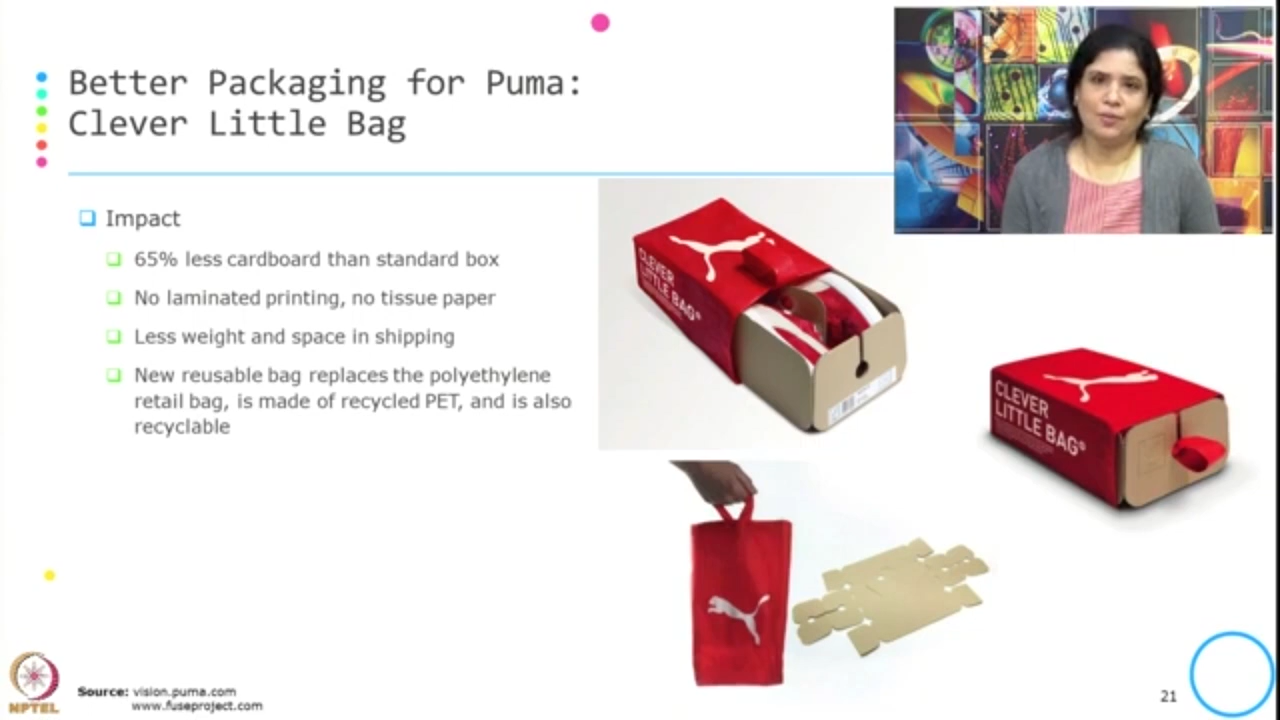 Better Packaging for Puma:
Clever Little Bag
Impact
65% less cardboard than standard box
No laminated printing, no tissue paper
Less weight and space in shipping
New reusable bag replaces the polyethylene
retail bag, is made of recycled PET, and is also
recyclable
CLEVER
LITTLE BAG
CLEVER
LITTLE BAG
Source: vision.puma.com
www.fuseproject.com
21
NPTEL